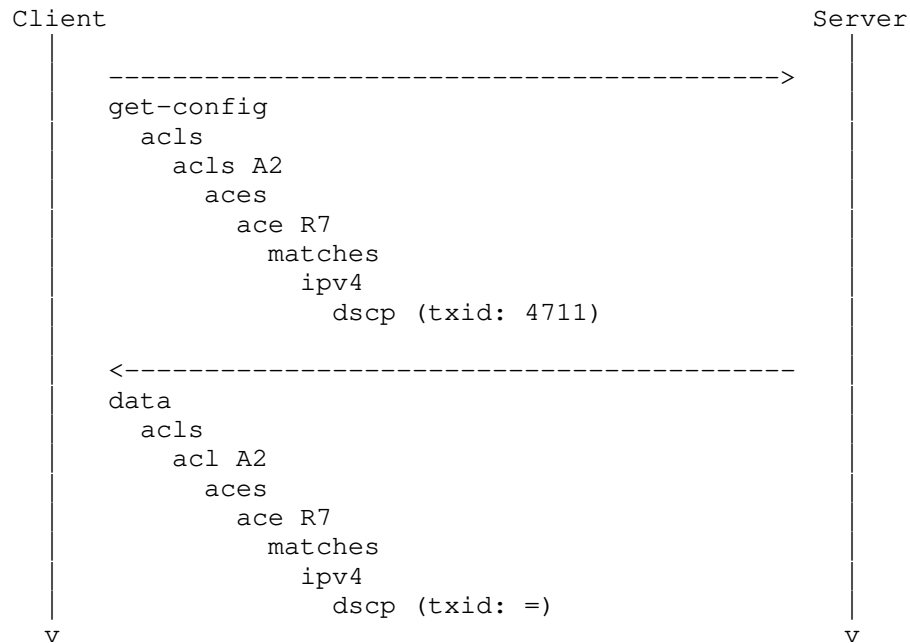 Client Server
-------------------------------------------->
get-config
acls
acls A2
aces
ace R7
matches
ipv4
dscp (txid: 4711)
<--------------------------------------------
data
acls
acl A2
aces
ace R7
matches
ipv4
dscp (txid: =)
v v